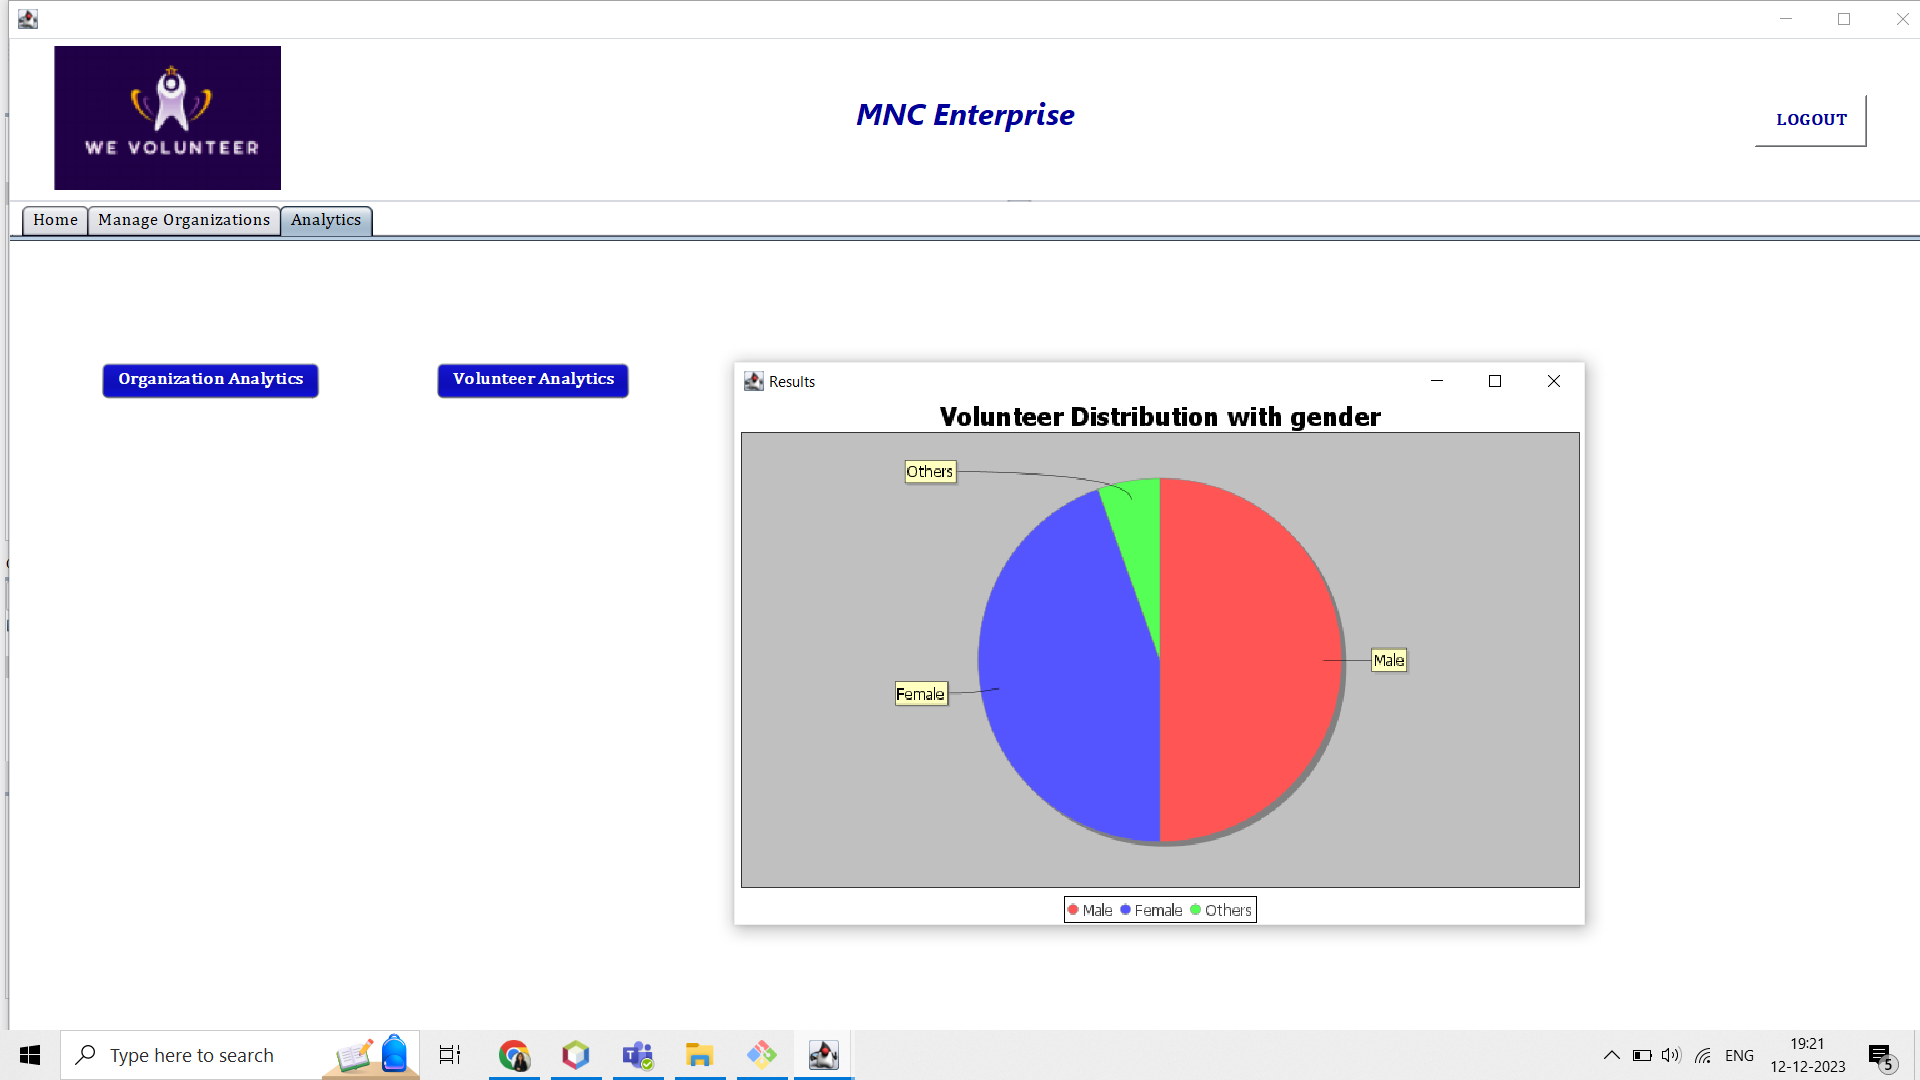 WE VOLUNTEER
MNC Enterprise
LOGOUT
Home
Manage Organizations
Analytics
Organization Analytics
Volunteer Analytics
Results
Volunteer Distribution with gender
Others
Male
Female
Male Female Others
Type here to search
ENG
19:21
12-12-2023
5